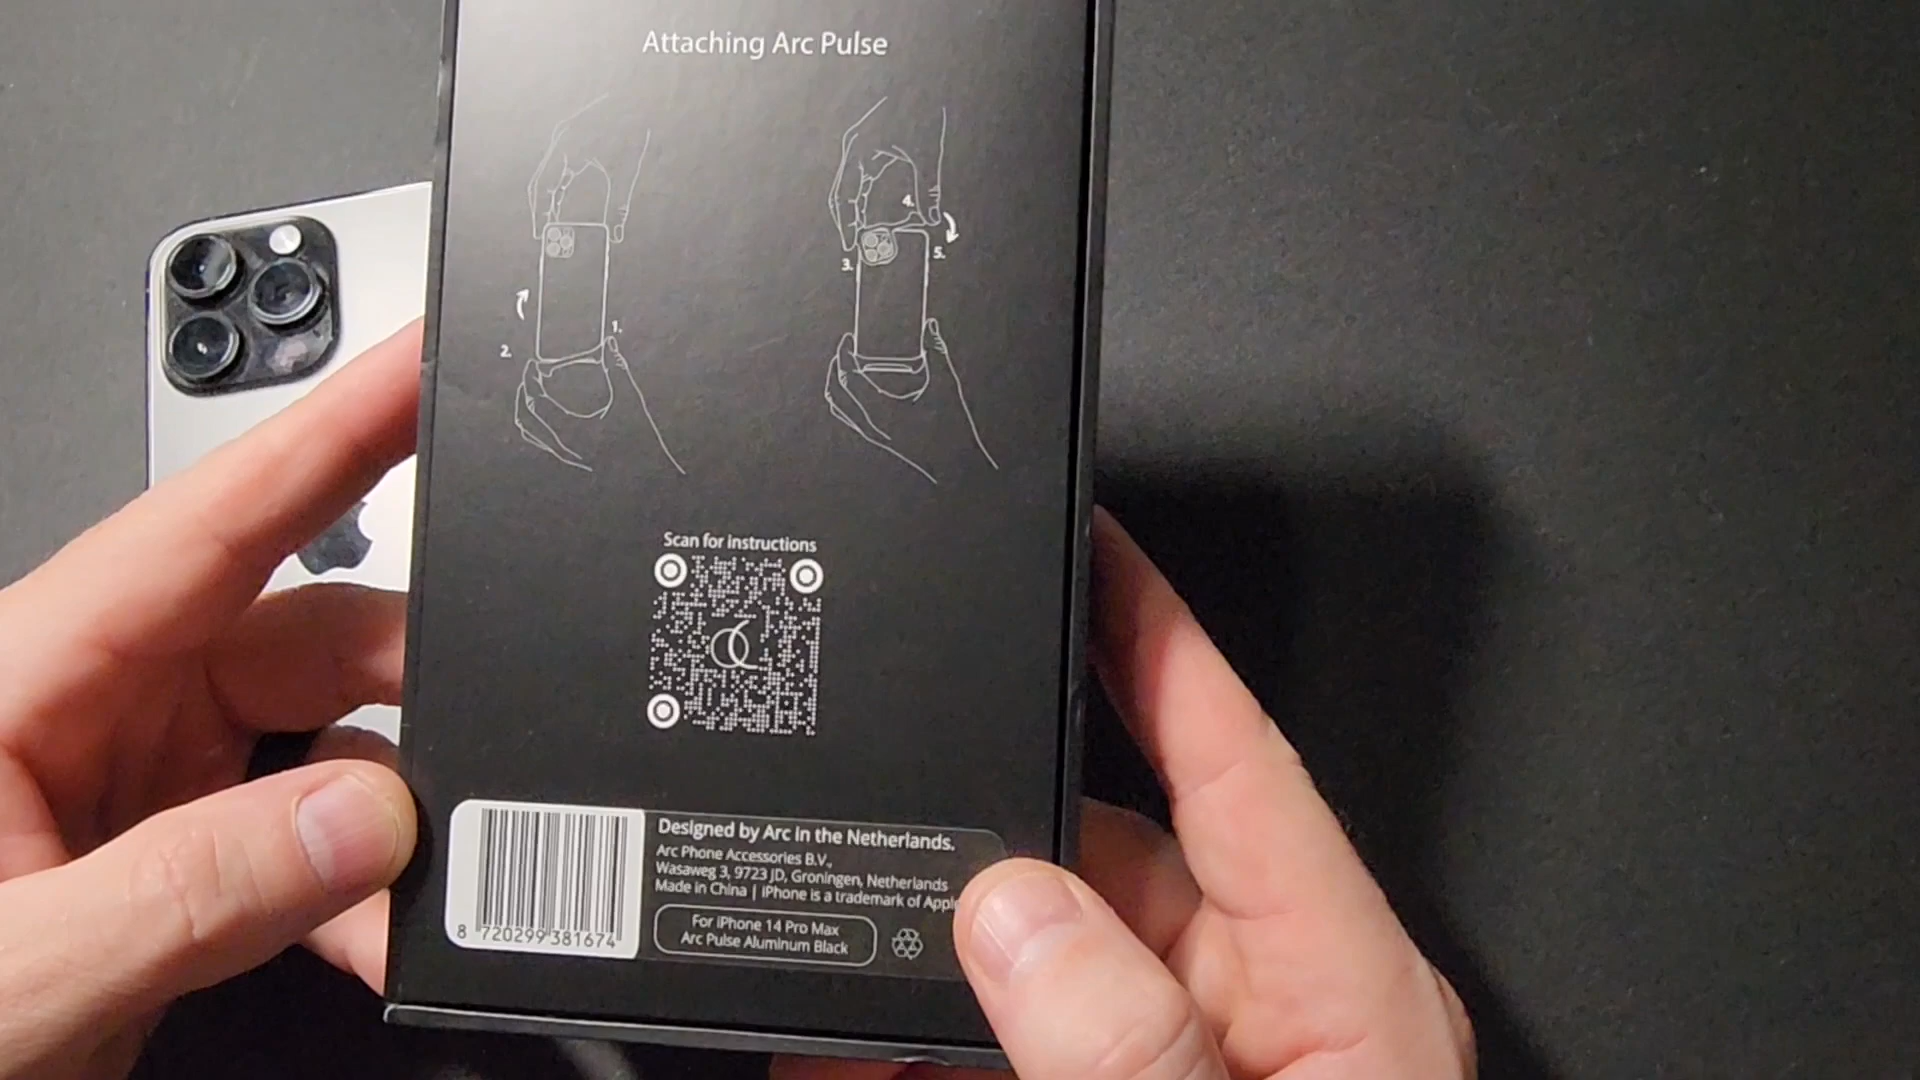 Attaching Arc Pulse
4.
3.
5.
1.
2.
Scan for instructions
Designed by Arc in the Netherlands.
Arc Phone Accessories B.V.,
Wasaweg 3, 9723 JD, Groningen, Netherlands
Made in China | iPhone is a trademark of Apple
For iPhone 14 Pro Max
Arc Pulse Aluminum Black
8 720299 381674